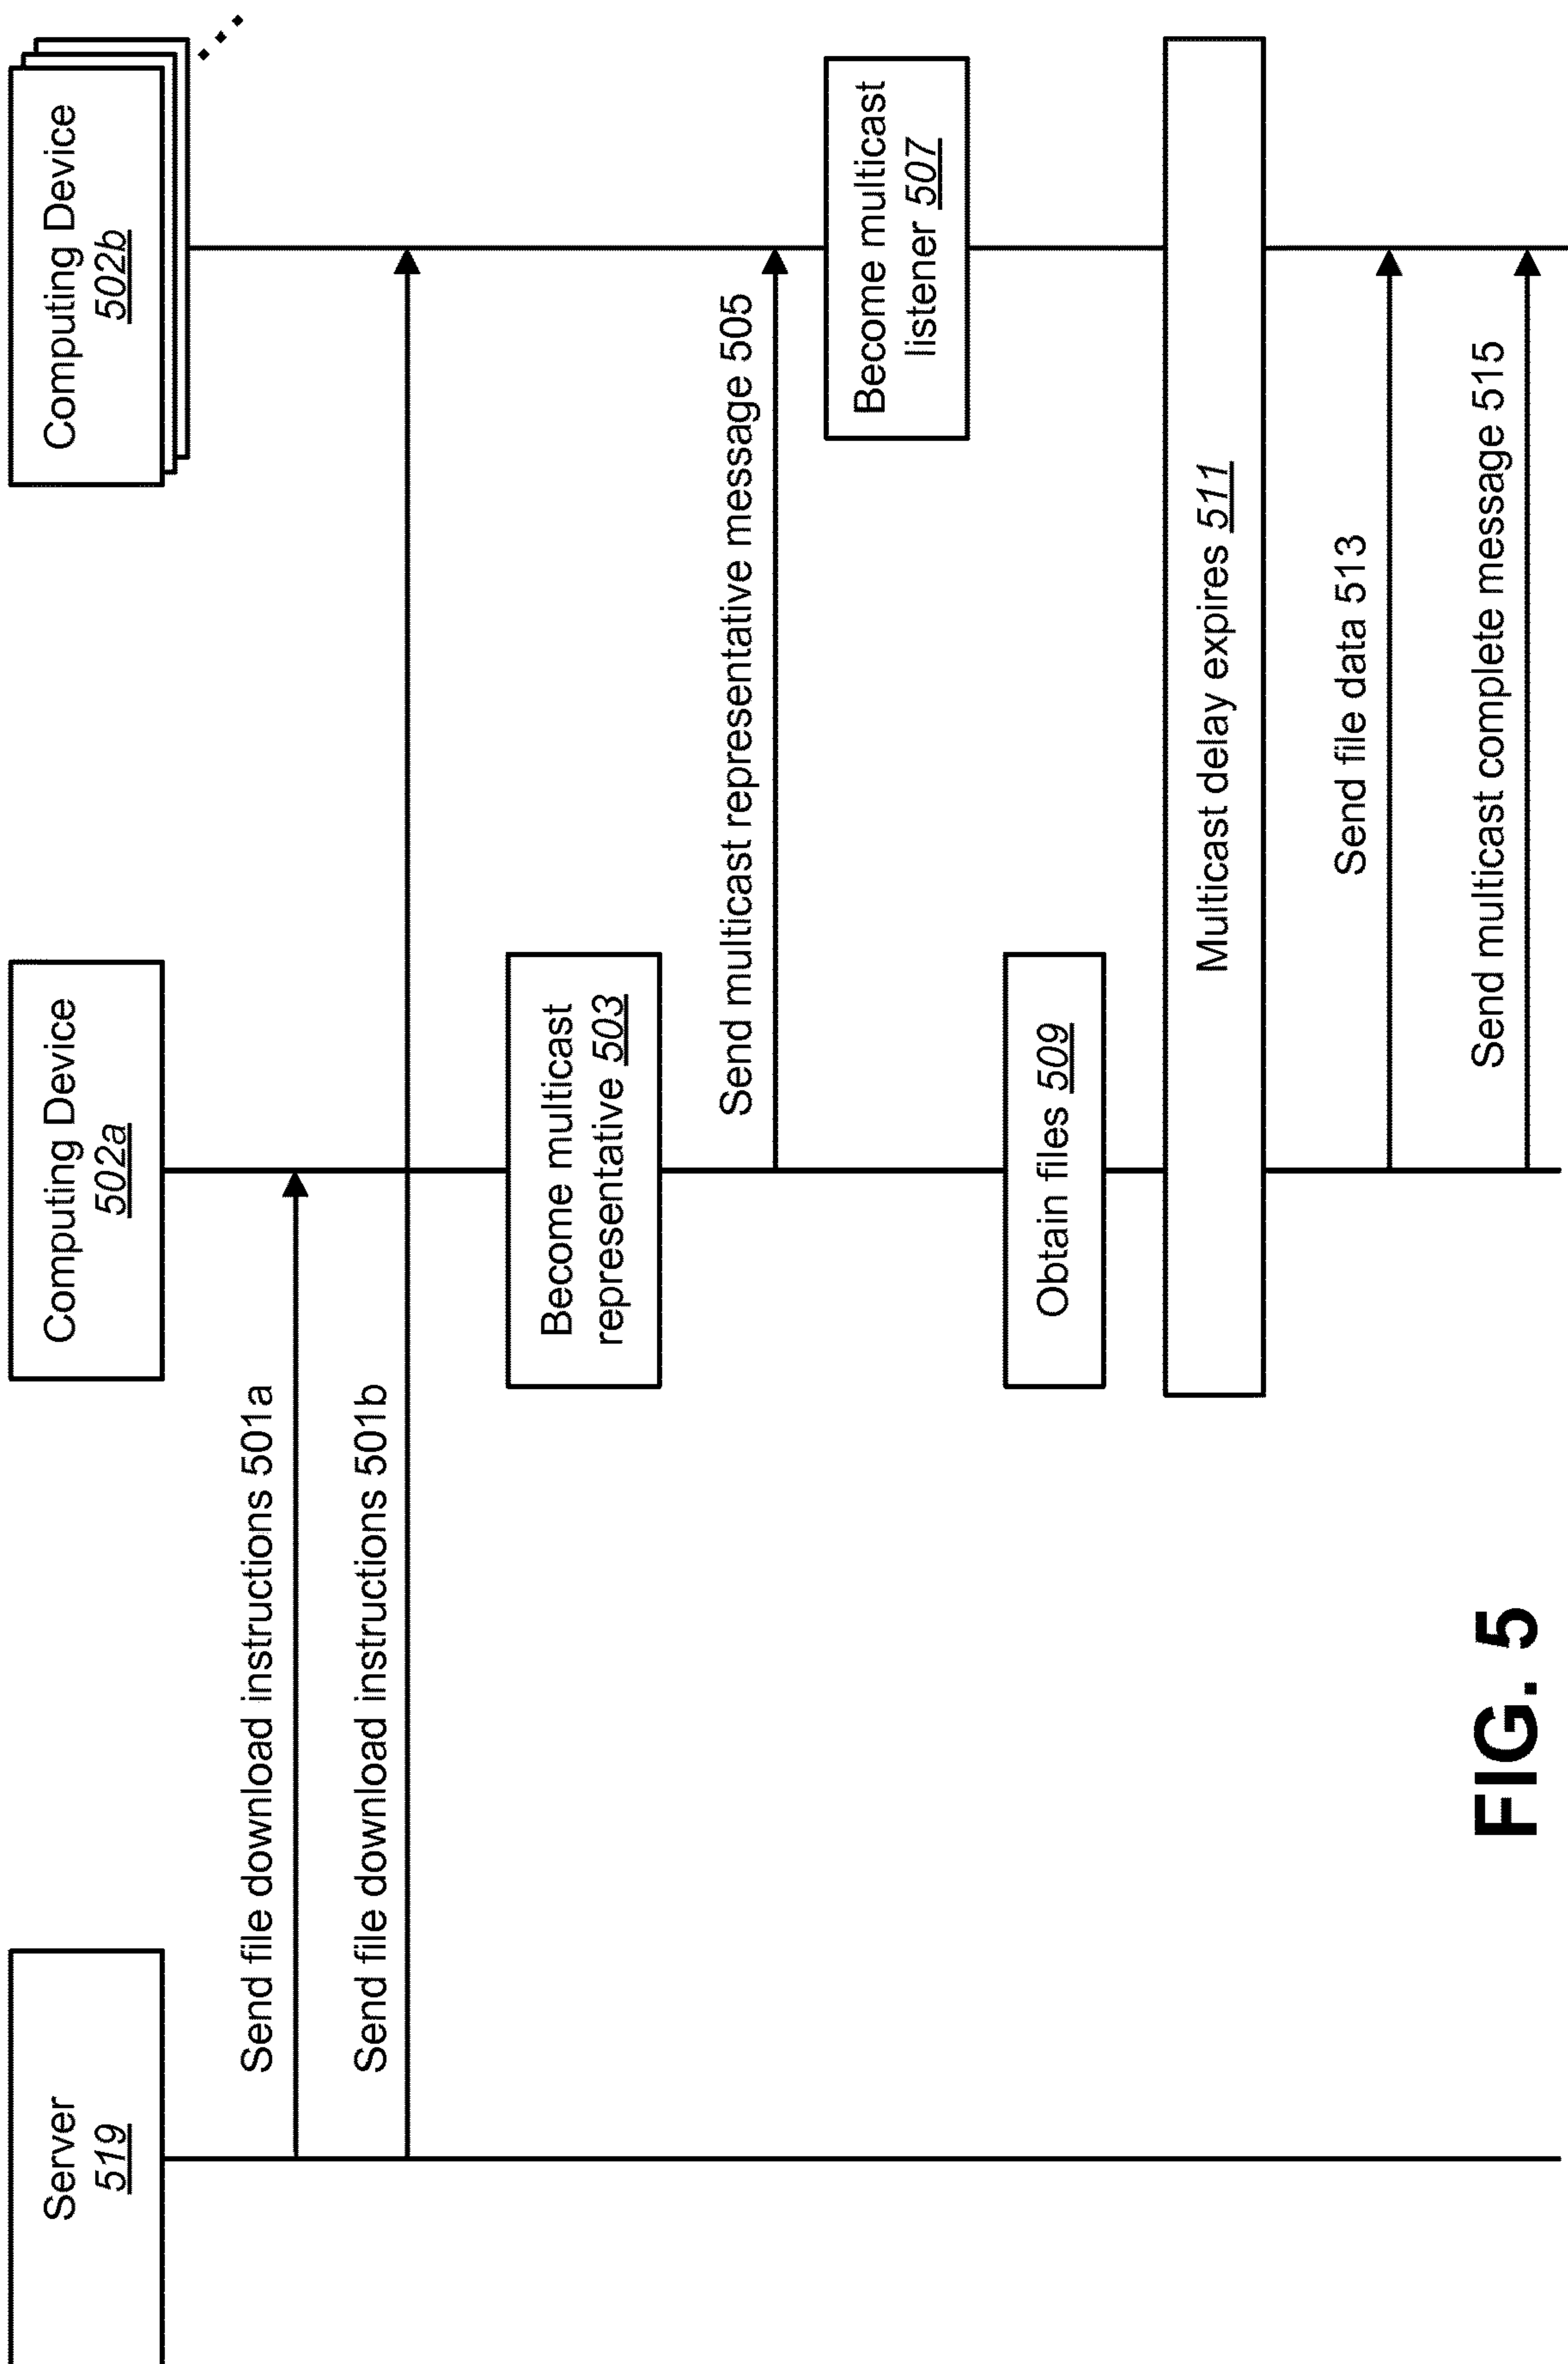 Server
519
Computing Device
502a
Computing Device
502b
Send file download instructions 501a
Send file download instructions 501b
Become multicast
representative 503
Send multicast representative message 505
Become multicast
listener 507
Obtain files 509
Multicast delay expires 511
Send file data 513
Send multicast complete message 515
FIG. 5